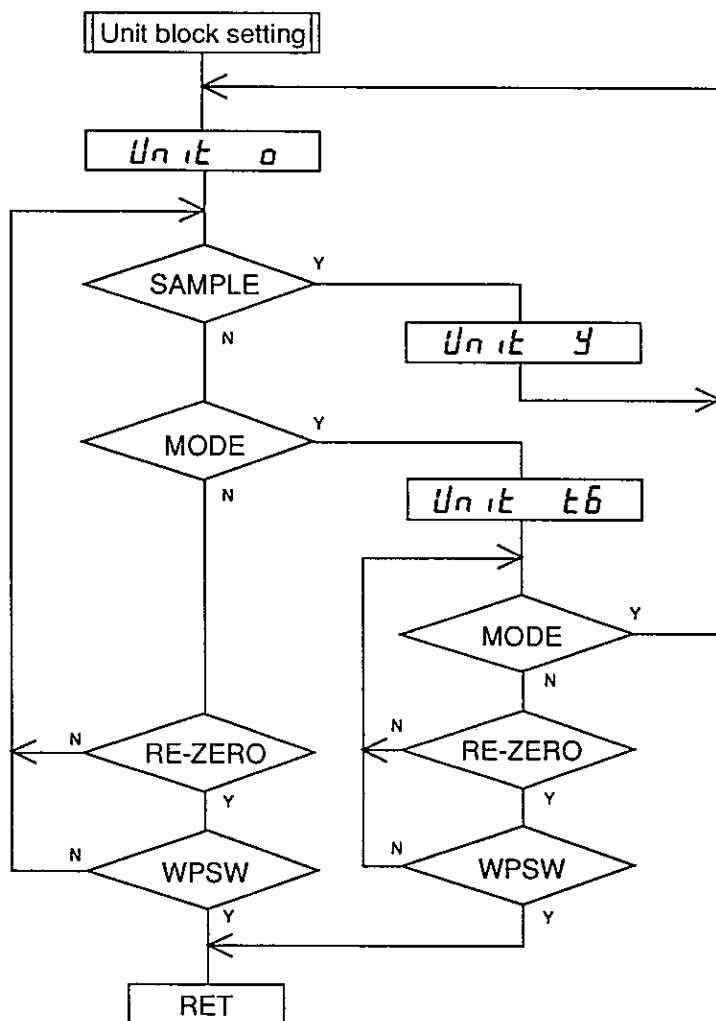 Unit block setting
Unit o
SAMPLE
Y
N
Unit y
MODE
Y
N
Unit t6
MODE
Y
N
RE-ZERO
N
Y
RE-ZERO
N
Y
WPSW
N
Y
WPSW
N
Y
RET